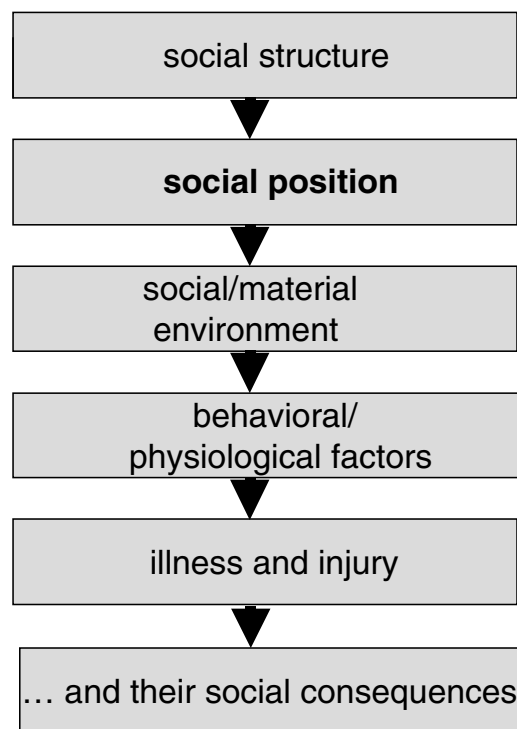 social structure
social position
social/material
environment
behavioral/
physiological factors
illness and injury
… and their social consequences